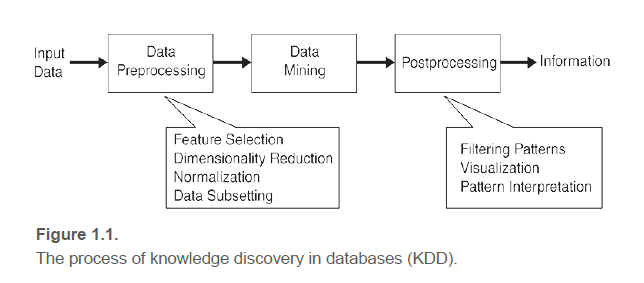 Input
Data
Data
Preprocessing
Data
Mining
Postprocessing
Information
Feature Selection
Dimensionality Reduction
Normalization
Data Subsetting
Filtering Patterns
Visualization
Pattern Interpretation
Figure 1.1.
The process of knowledge discovery in databases (KDD).